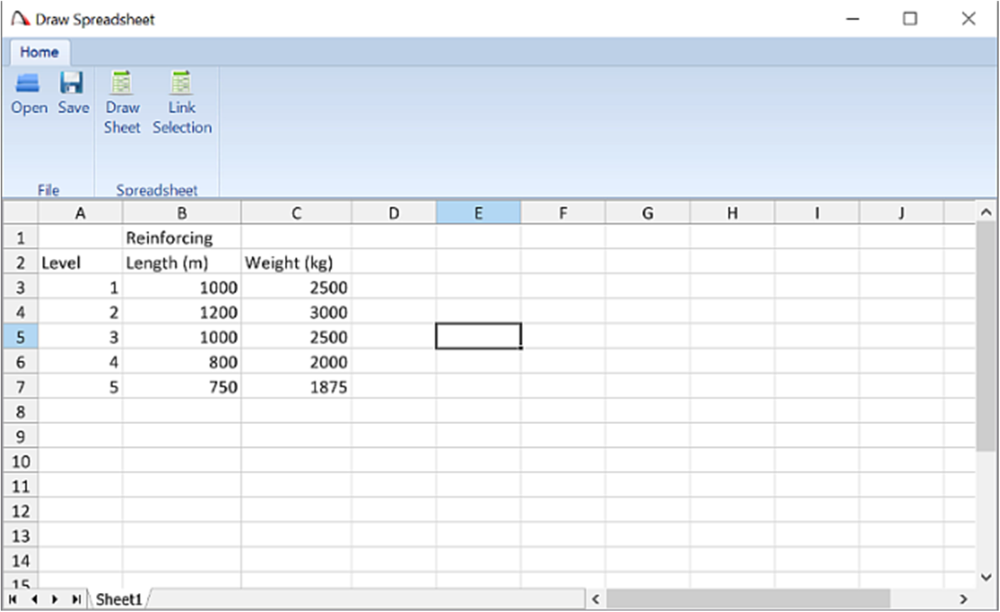 Draw Spreadsheet
Home
Open Save Draw Sheet Link Selection
File Spreadsheet
A B C D E F G H I J
1 Reinforcing
2 Level Length (m) Weight (kg)
3 1 1000 2500
4 2 1200 3000
5 3 1000 2500
6 4 800 2000
7 5 750 1875
8
9
10
11
12
13
14
15
Sheet1